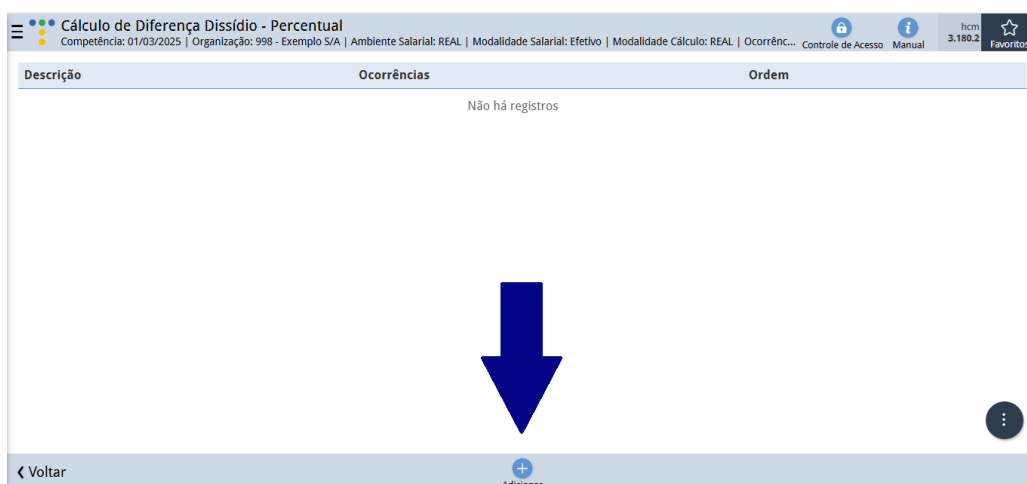 Cálculo de Diferença Dissídio - Percentual
Competência: 01/03/2025 | Organização: 998 - Exemplo S/A | Ambiente Salarial: REAL | Modalidade Salarial: Efetivo | Modalidade Cálculo: REAL | Ocorrênc...
Controle de Acesso
Manual
hcm
3.180.2
Favoritos
Descrição Ocorrências Ordem
Não há registros
Voltar
Adicionar